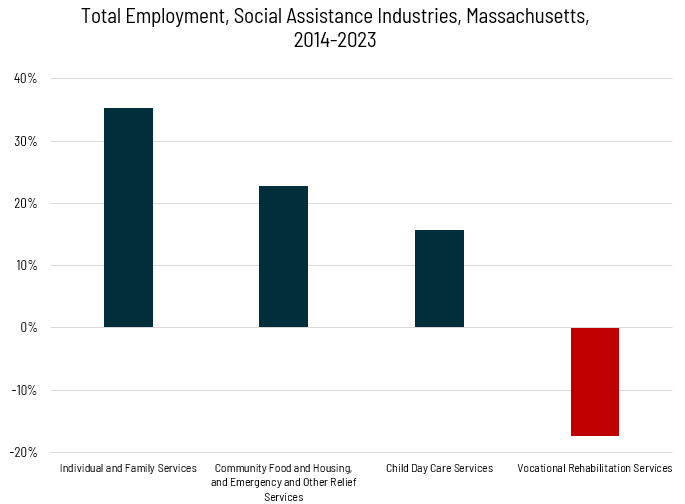 Total Employment, Social Assistance Industries, Massachusetts,
2014-2023
40%
30%
20%
10%
0%
-10%
-20%
Individual and Family Services
Community Food and Housing,
and Emergency and Other Relief
Services
Child Day Care Services
Vocational Rehabilitation Services